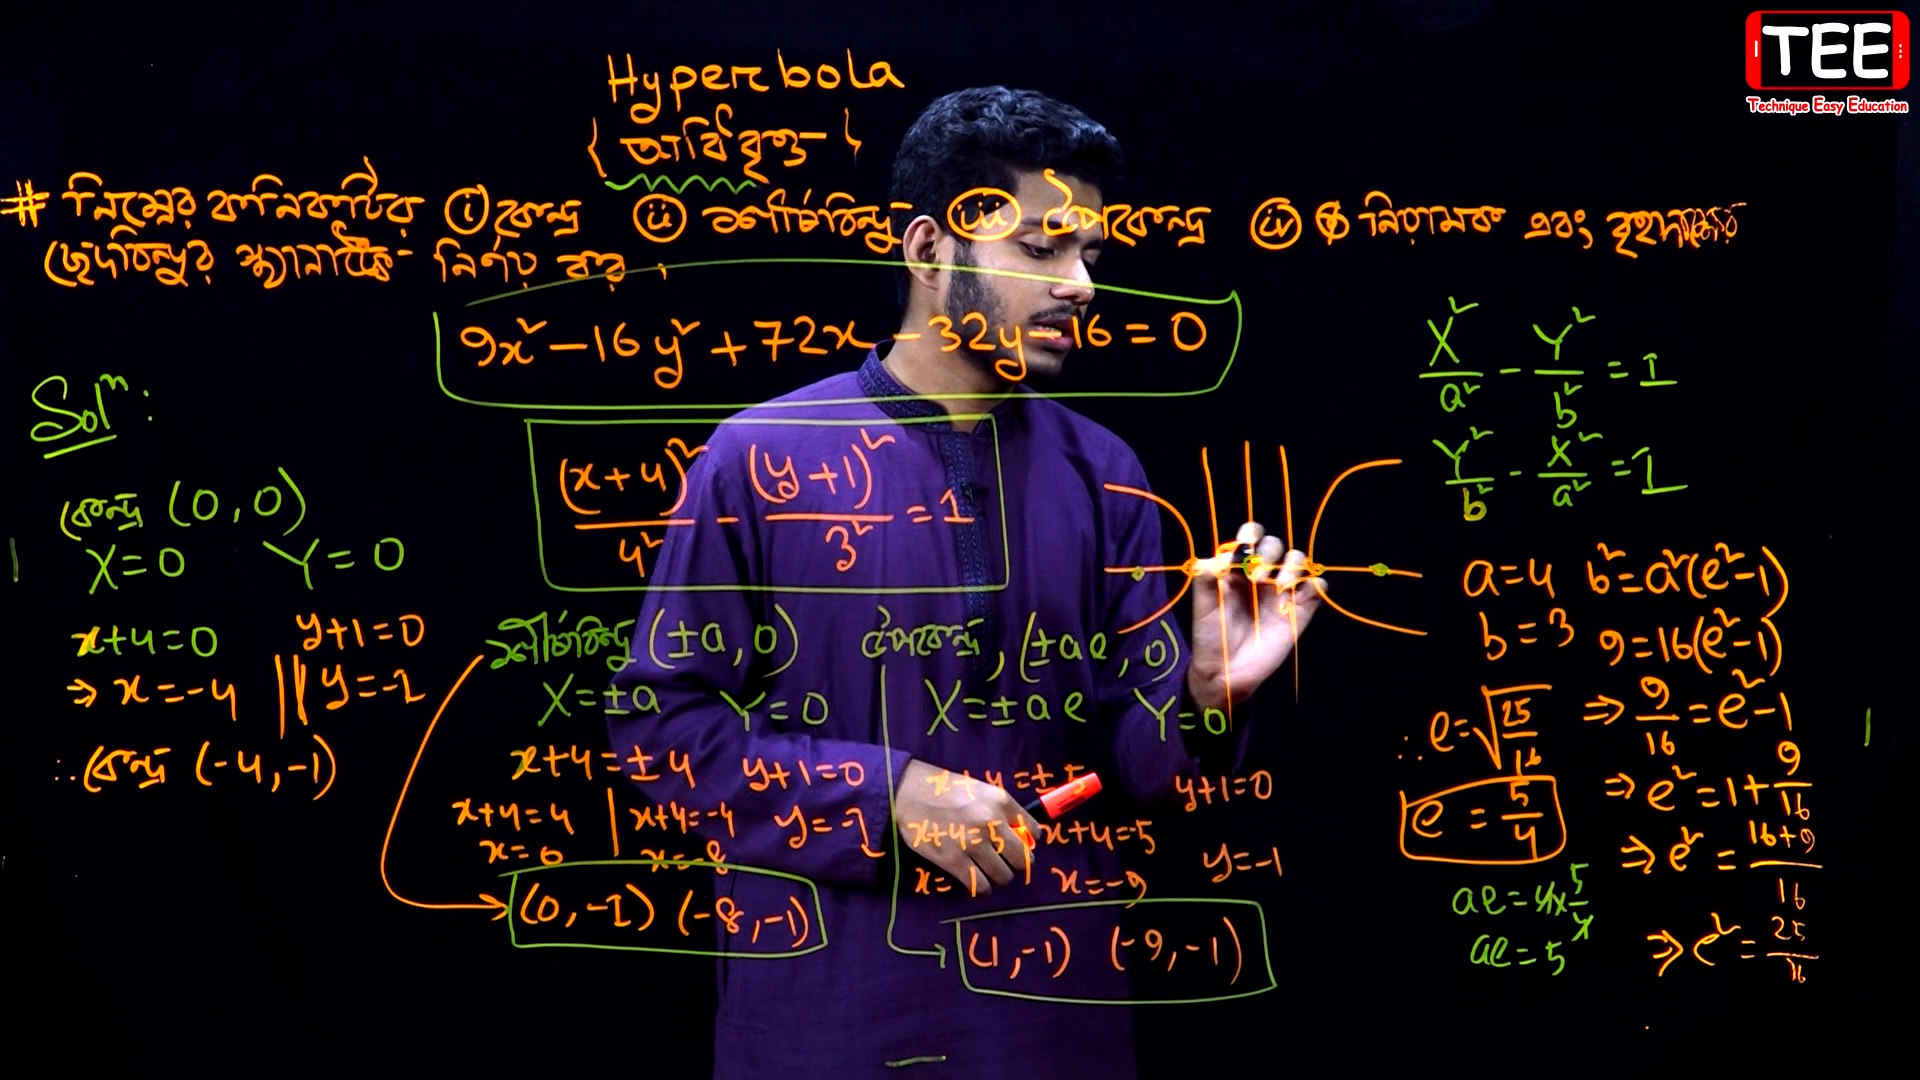 TEE
Technique Easy Education
Hyperbola
{অধিবৃত্ত}
# নিম্নের কনিকটির (i) কেন্দ্র (ii) শীর্ষবিন্দু (iii) উপকেন্দ্র (iv) নিয়ামক এবং বৃহদাক্ষের
ছেদবিন্দুর স্থানাঙ্ক নির্ণয় কর।
9x² - 16y² + 72x - 32y - 16 = 0
Solⁿ:
(x+4)²/4² - (y+1)²/3² = 1
X²/a² - Y²/b² = 1
Y²/b² - X²/a² = 1
কেন্দ্র (0,0)
X=0 Y=0
x+4=0 y+1=0
⇒ x=-4 || y=-1
∴ কেন্দ্র (-4,-1)
শীর্ষবিন্দু (±a, 0)
X=±a Y=0
x+4=±4 y+1=0
x+4=4 | x+4=-4 y=-1
x=0 x=-8
(0,-1) (-8,-1)
উপকেন্দ্র, (±ae, 0)
X=±ae Y=0
x+4=±5 y+1=0
x+4=5 | x+4=-5
x=1 x=-9 y=-1
(1,-1) (-9,-1)
a=4 b²=a²(e²-1)
b=3 9=16(e²-1)
⇒ 9/16 = e²-1
⇒ e²=1+9/16
⇒ e² = 16+9/16
⇒ e² = 25/16
∴ e=√25/16
e = 5/4
ae=4×5/4
ae=5